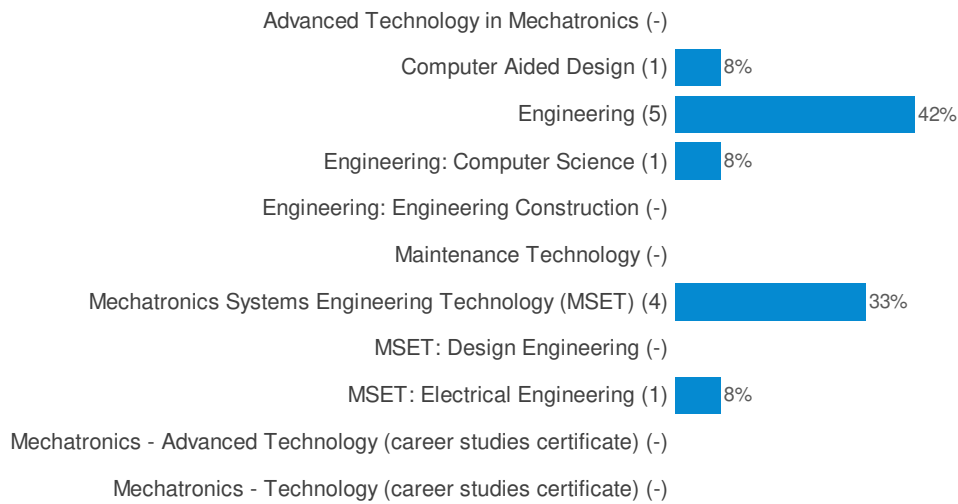 Advanced Technology in Mechatronics (-)
Computer Aided Design (1) 8%
Engineering (5) 42%
Engineering: Computer Science (1) 8%
Engineering: Engineering Construction (-)
Maintenance Technology (-)
Mechatronics Systems Engineering Technology (MSET) (4) 33%
MSET: Design Engineering (-)
MSET: Electrical Engineering (1) 8%
Mechatronics - Advanced Technology (career studies certificate) (-)
Mechatronics - Technology (career studies certificate) (-)